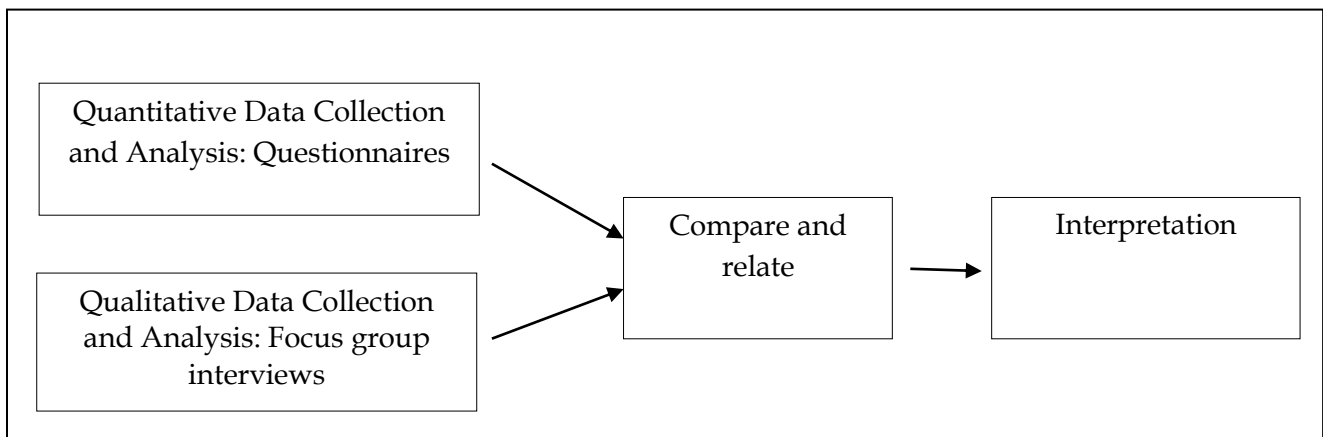 Quantitative Data Collection
and Analysis: Questionnaires
Qualitative Data Collection
and Analysis: Focus group
interviews
Compare and
relate
Interpretation